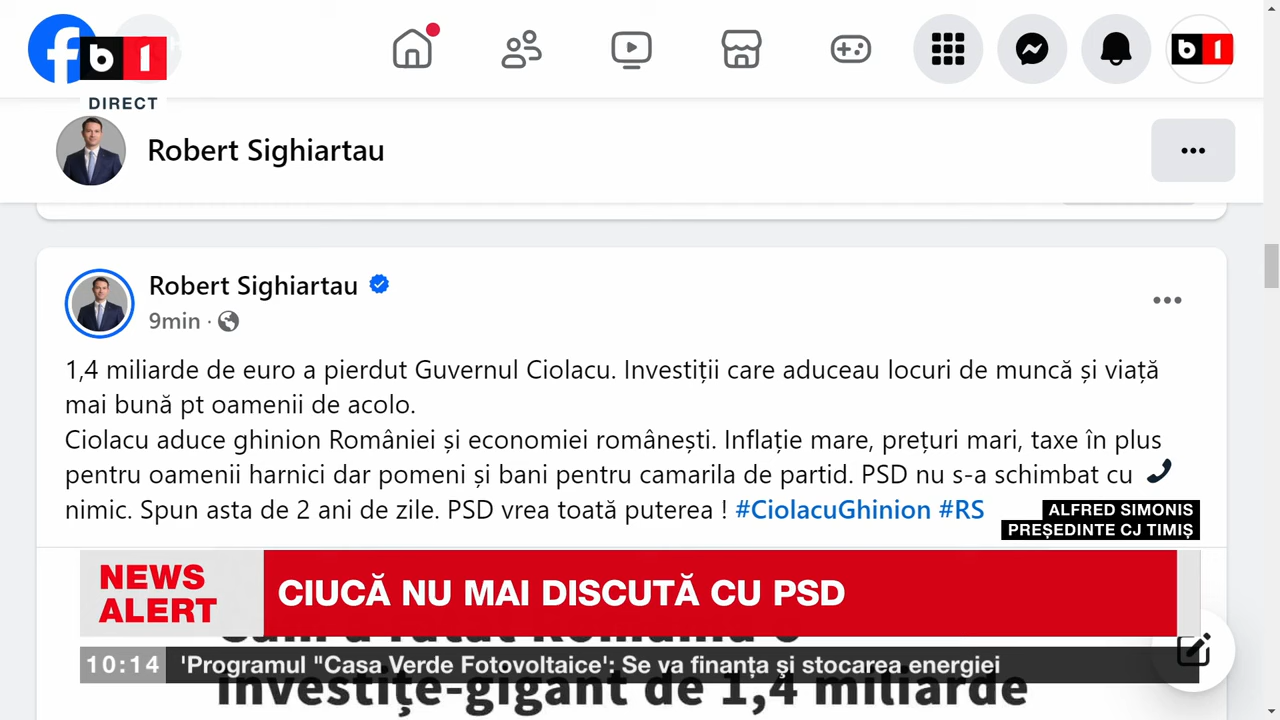 b 1
DIRECT
b 1
Robert Sighiartau
Robert Sighiartau
9min ·
1,4 miliarde de euro a pierdut Guvernul Ciolacu. Investiții care aduceau locuri de muncă și viață
mai bună pt oamenii de acolo.
Ciolacu aduce ghinion României și economiei românești. Inflație mare, prețuri mari, taxe în plus
pentru oamenii harnici dar pomeni și bani pentru camarila de partid. PSD nu s-a schimbat cu
nimic. Spun asta de 2 ani de zile. PSD vrea toată puterea ! #CiolacuGhinion #RS
ALFRED SIMONIS
PREȘEDINTE CJ TIMIȘ
NEWS
ALERT
CIUCĂ NU MAI DISCUTĂ CU PSD
10:14 'Programul "Casa Verde Fotovoltaice': Se va finanța și stocarea energiei
investițe-gigant de 1,4 miliarde